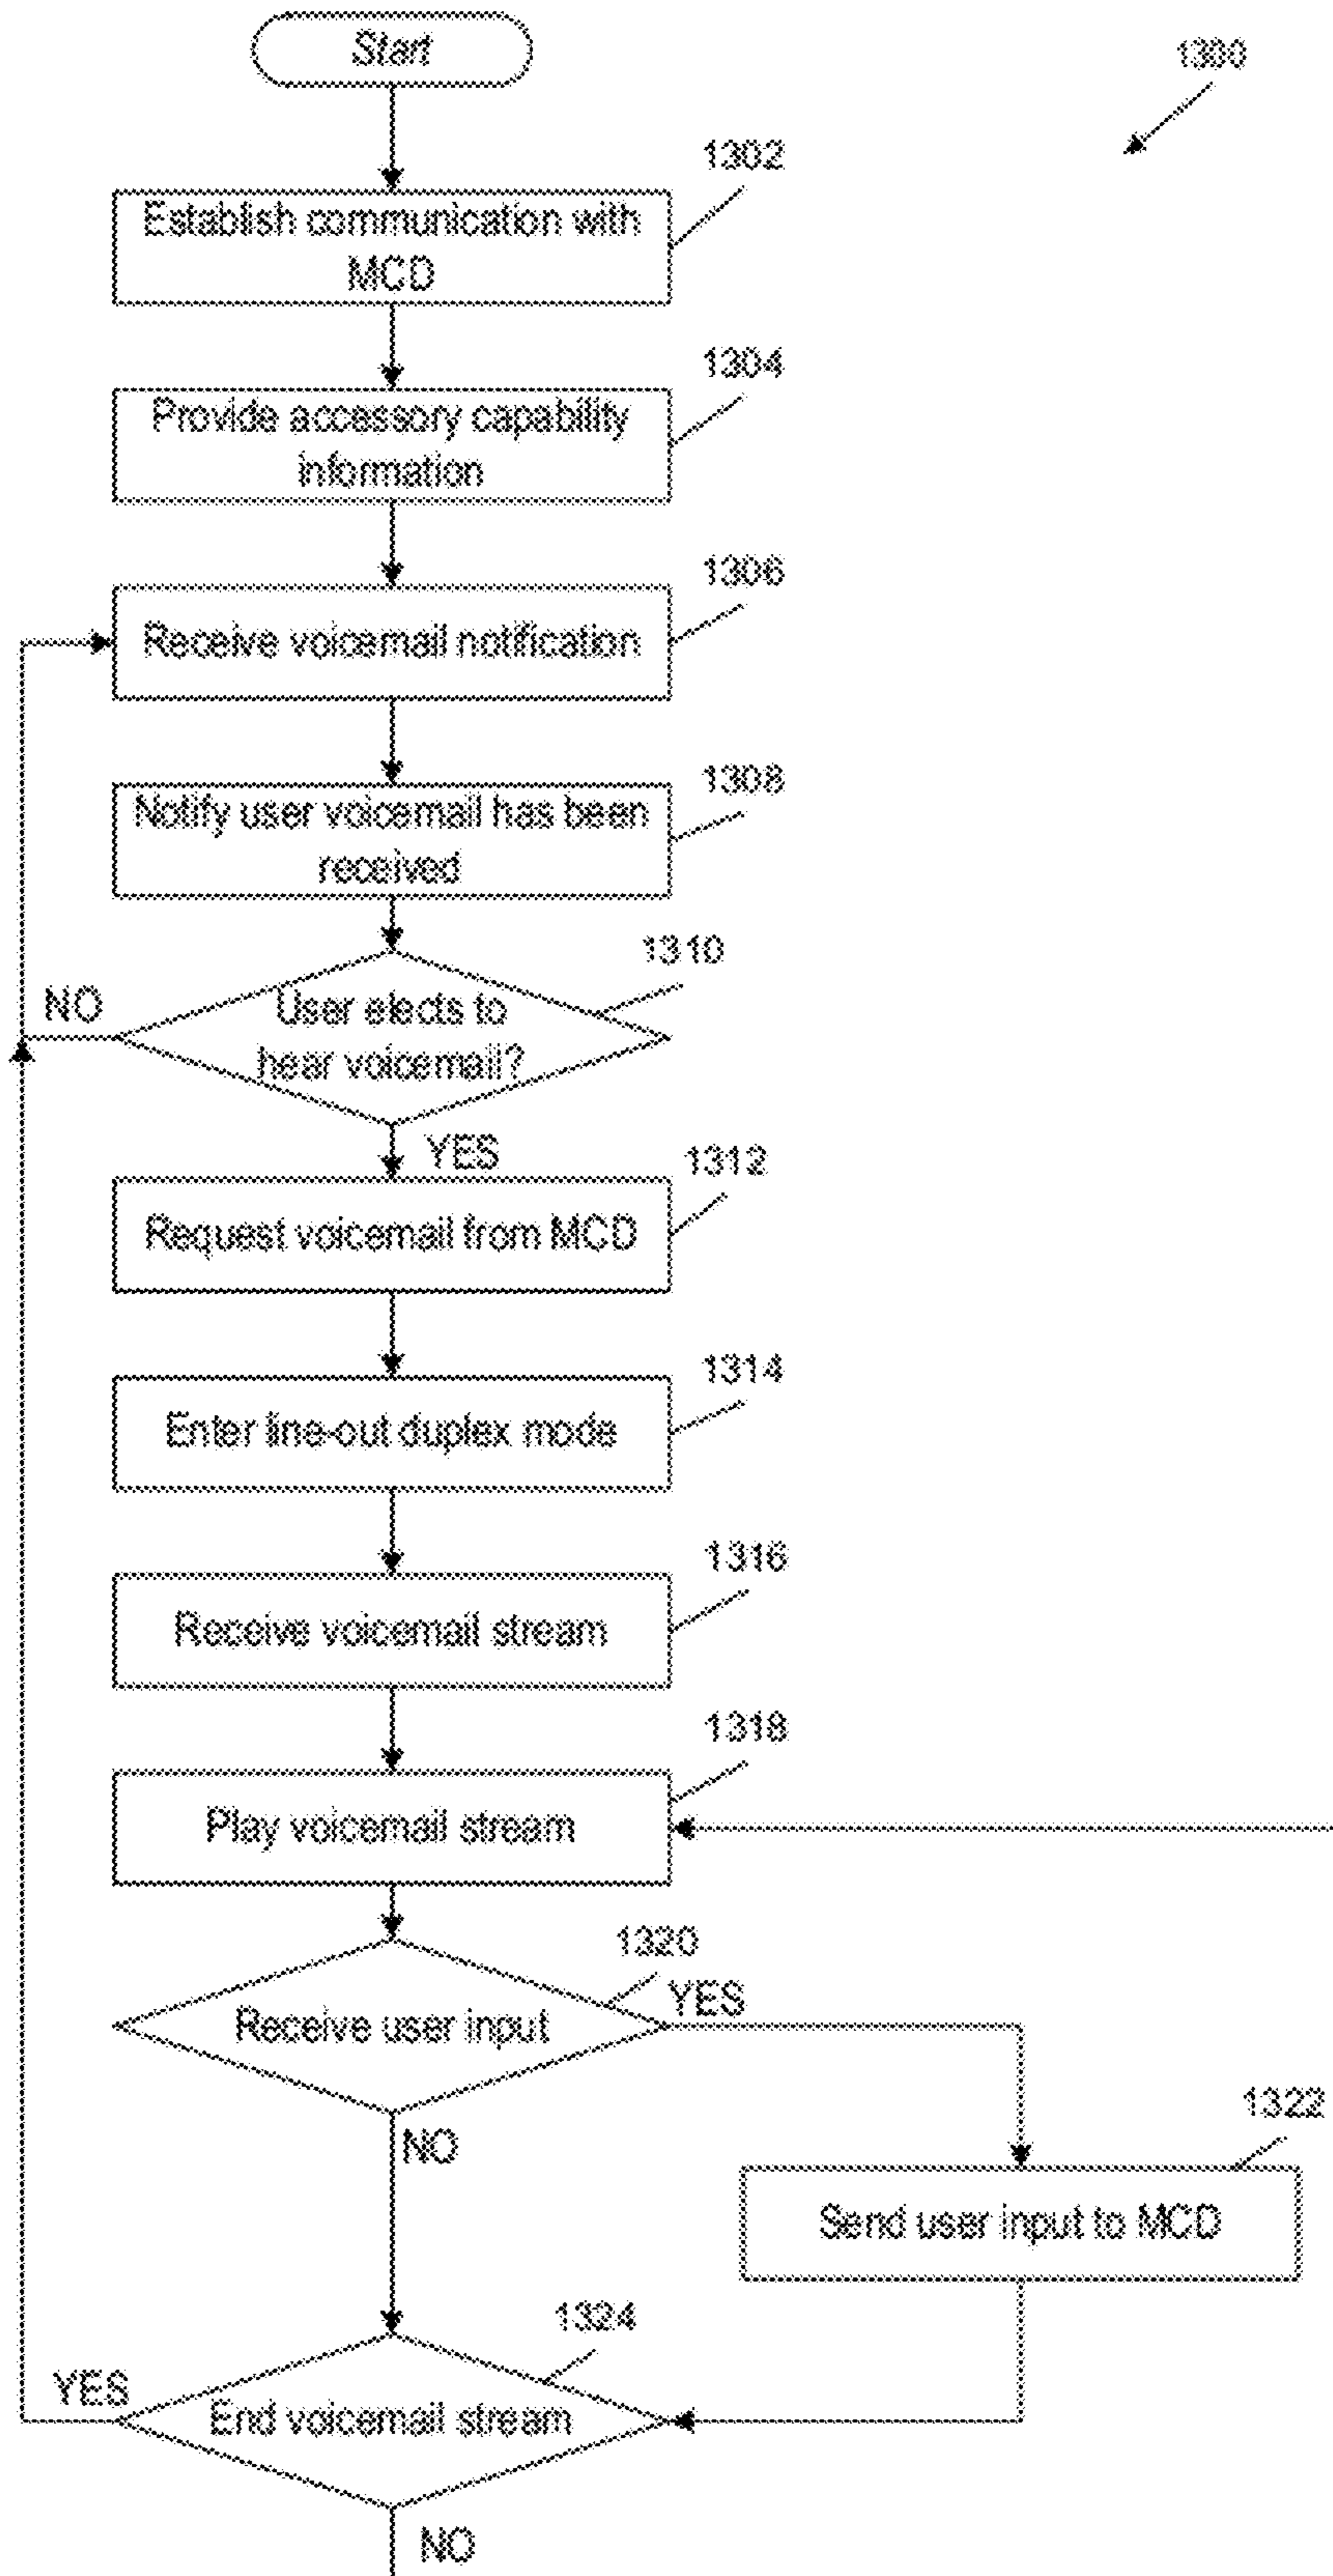 Start
1300
1302
Establish communication with
MCD
1304
Provide accessory capability
information
1306
Receive voicemail notification
1308
Notify user voicemail has been
received
1310
User elects to
hear voicemail?
NO
YES
1312
Request voicemail from MCD
1314
Enter line-out duplex mode
1316
Receive voicemail stream
1318
Play voicemail stream
1320
Receive user input
YES
NO
1322
Send user input to MCD
1324
End voicemail stream
YES
NO